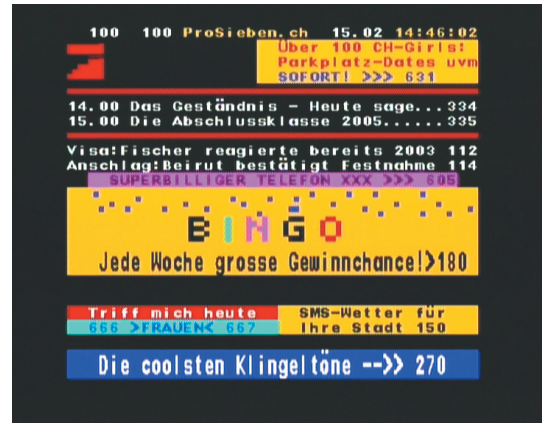 100 100 ProSieben.ch 15.02 14:46:02
Über 100 CH-Girls:
Parkplatz-Dates uvm
SOFORT! >>> 631
14.00 Das Geständnis - Heute sage...334
15.00 Die Abschlussklasse 2005......335
Visa:Fischer reagierte bereits 2003 112
Anschlag:Beirut bestätigt Festnahme 114
SUPERBILLIGER TELEFON XXX >>> 605
BINGO
Jede Woche grosse Gewinnchance!>180
Triff mich heute
666 >FRAUEN< 667
SMS-Wetter für
Ihre Stadt 150
Die coolsten Klingeltöne -->> 270